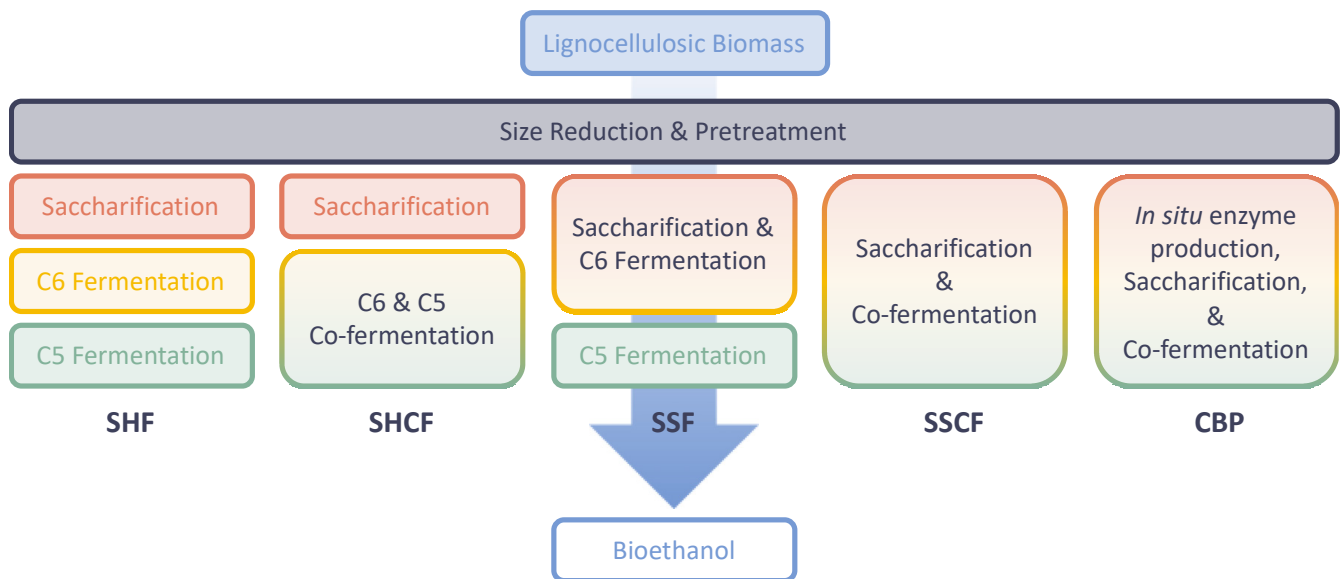 Lignocellulosic Biomass
Size Reduction & Pretreatment
Saccharification
C6 Fermentation
C5 Fermentation
SHF
Saccharification
C6 & C5
Co-fermentation
SHCF
Saccharification &
C6 Fermentation
C5 Fermentation
SSF
Saccharification
&
Co-fermentation
SSCF
In situ enzyme
production,
Saccharification,
&
Co-fermentation
CBP
Bioethanol